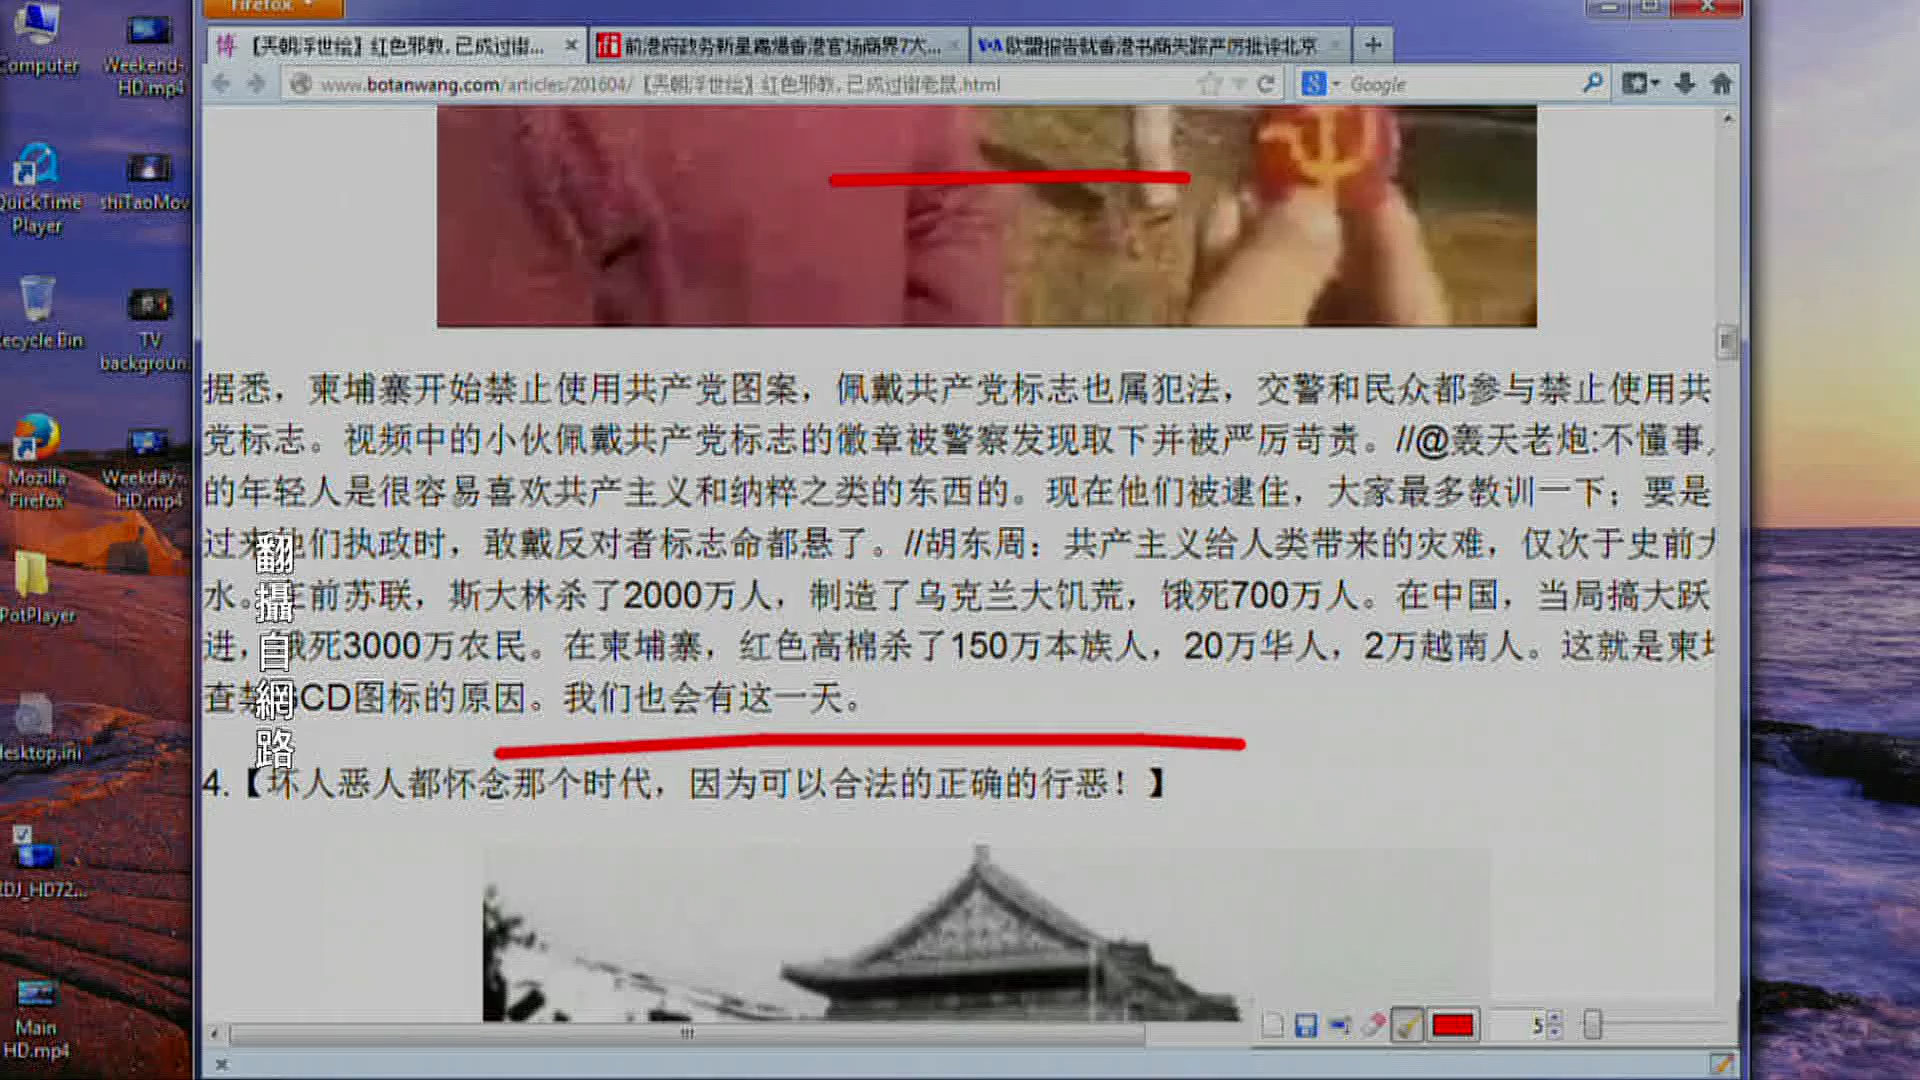 Firefox
【天朝浮世绘】红色邪教，已成过街...
前港府政务新星踢爆香港官场商界7大...
欧盟报告就香港书商失踪严厉批评北京
www.botanwang.com/articles/201604/【天朝浮世绘】红色邪教，已成过街老鼠.html
Google
Computer
Weekend-HD.mp4
QuickTime Player
shiTaoMov
Recycle Bin
TV backgroun...
Mozilla Firefox
Weekday-HD.mp4
PotPlayer
desktop.ini
Main HD.mp4
据悉，柬埔寨开始禁止使用共产党图案，佩戴共产党标志也属犯法，交警和民众都参与禁止使用共
党标志。视频中的小伙佩戴共产党标志的徽章被警察发现取下并被严厉苛责。//@轰天老炮:不懂事
的年轻人是很容易喜欢共产主义和纳粹之类的东西的。现在他们被逮住，大家最多教训一下；要是
过来他们执政时，敢戴反对者标志命都悬了。//胡东周：共产主义给人类带来的灾难，仅次于史前大
水。在前苏联，斯大林杀了2000万人，制造了乌克兰大饥荒，饿死700万人。在中国，当局搞大跃
进，饿死3000万农民。在柬埔寨，红色高棉杀了150万本族人，20万华人，2万越南人。这就是柬埔
查禁GCD图标的原因。我们也会有这一天。
4.【坏人恶人都怀念那个时代，因为可以合法的正确的行恶！】
翻攝自網路
5